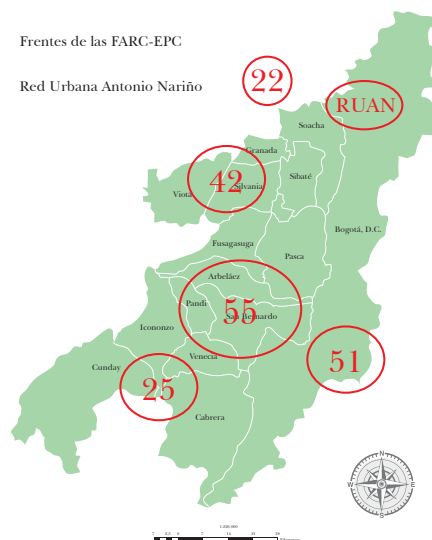 Frentes de las FARC-EPC
Red Urbana Antonio Nariño
22
RUAN
Soacha
Granada
42
Silvania
Sibaté
Viotá
Bogotá, D.C.
Fusagasuga
Pasca
Arbeláez
Pandi
55
San Bernardo
Icononzo
Venecia
51
Cunday
25
Cabrera
N
W
E
S